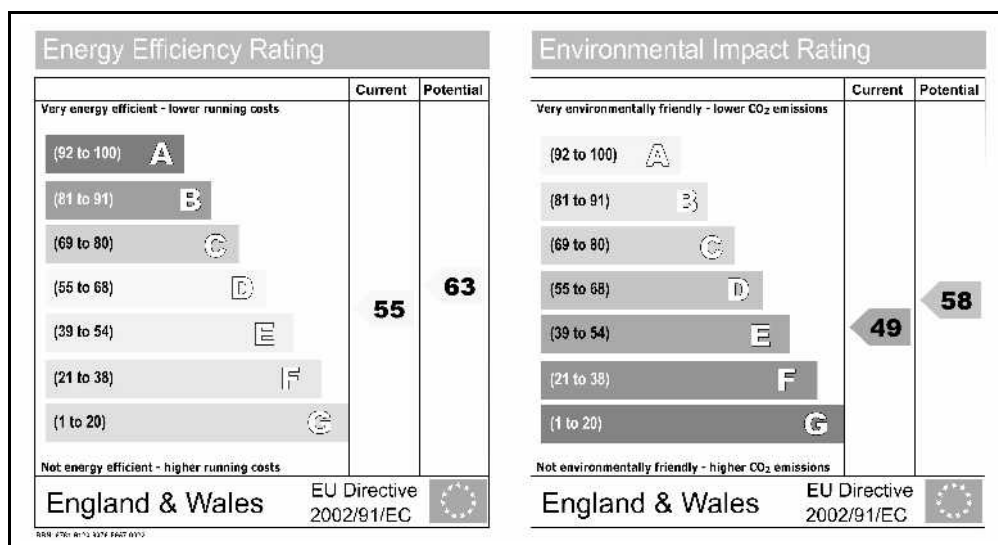 Energy Efficiency Rating
Current Potential
Very energy efficient - lower running costs
(92 to 100) A
(81 to 91) B
(69 to 80) C
(55 to 68) D
(39 to 54) E
(21 to 38) F
(1 to 20) G
55
63
Not energy efficient - higher running costs
England & Wales
EU Directive
2002/91/EC
Environmental Impact Rating
Current Potential
Very environmentally friendly - lower CO₂ emissions
(92 to 100) A
(81 to 91) B
(69 to 80) C
(55 to 68) D
(39 to 54) E
(21 to 38) F
(1 to 20) G
49
58
Not environmentally friendly - higher CO₂ emissions
England & Wales
EU Directive
2002/91/EC